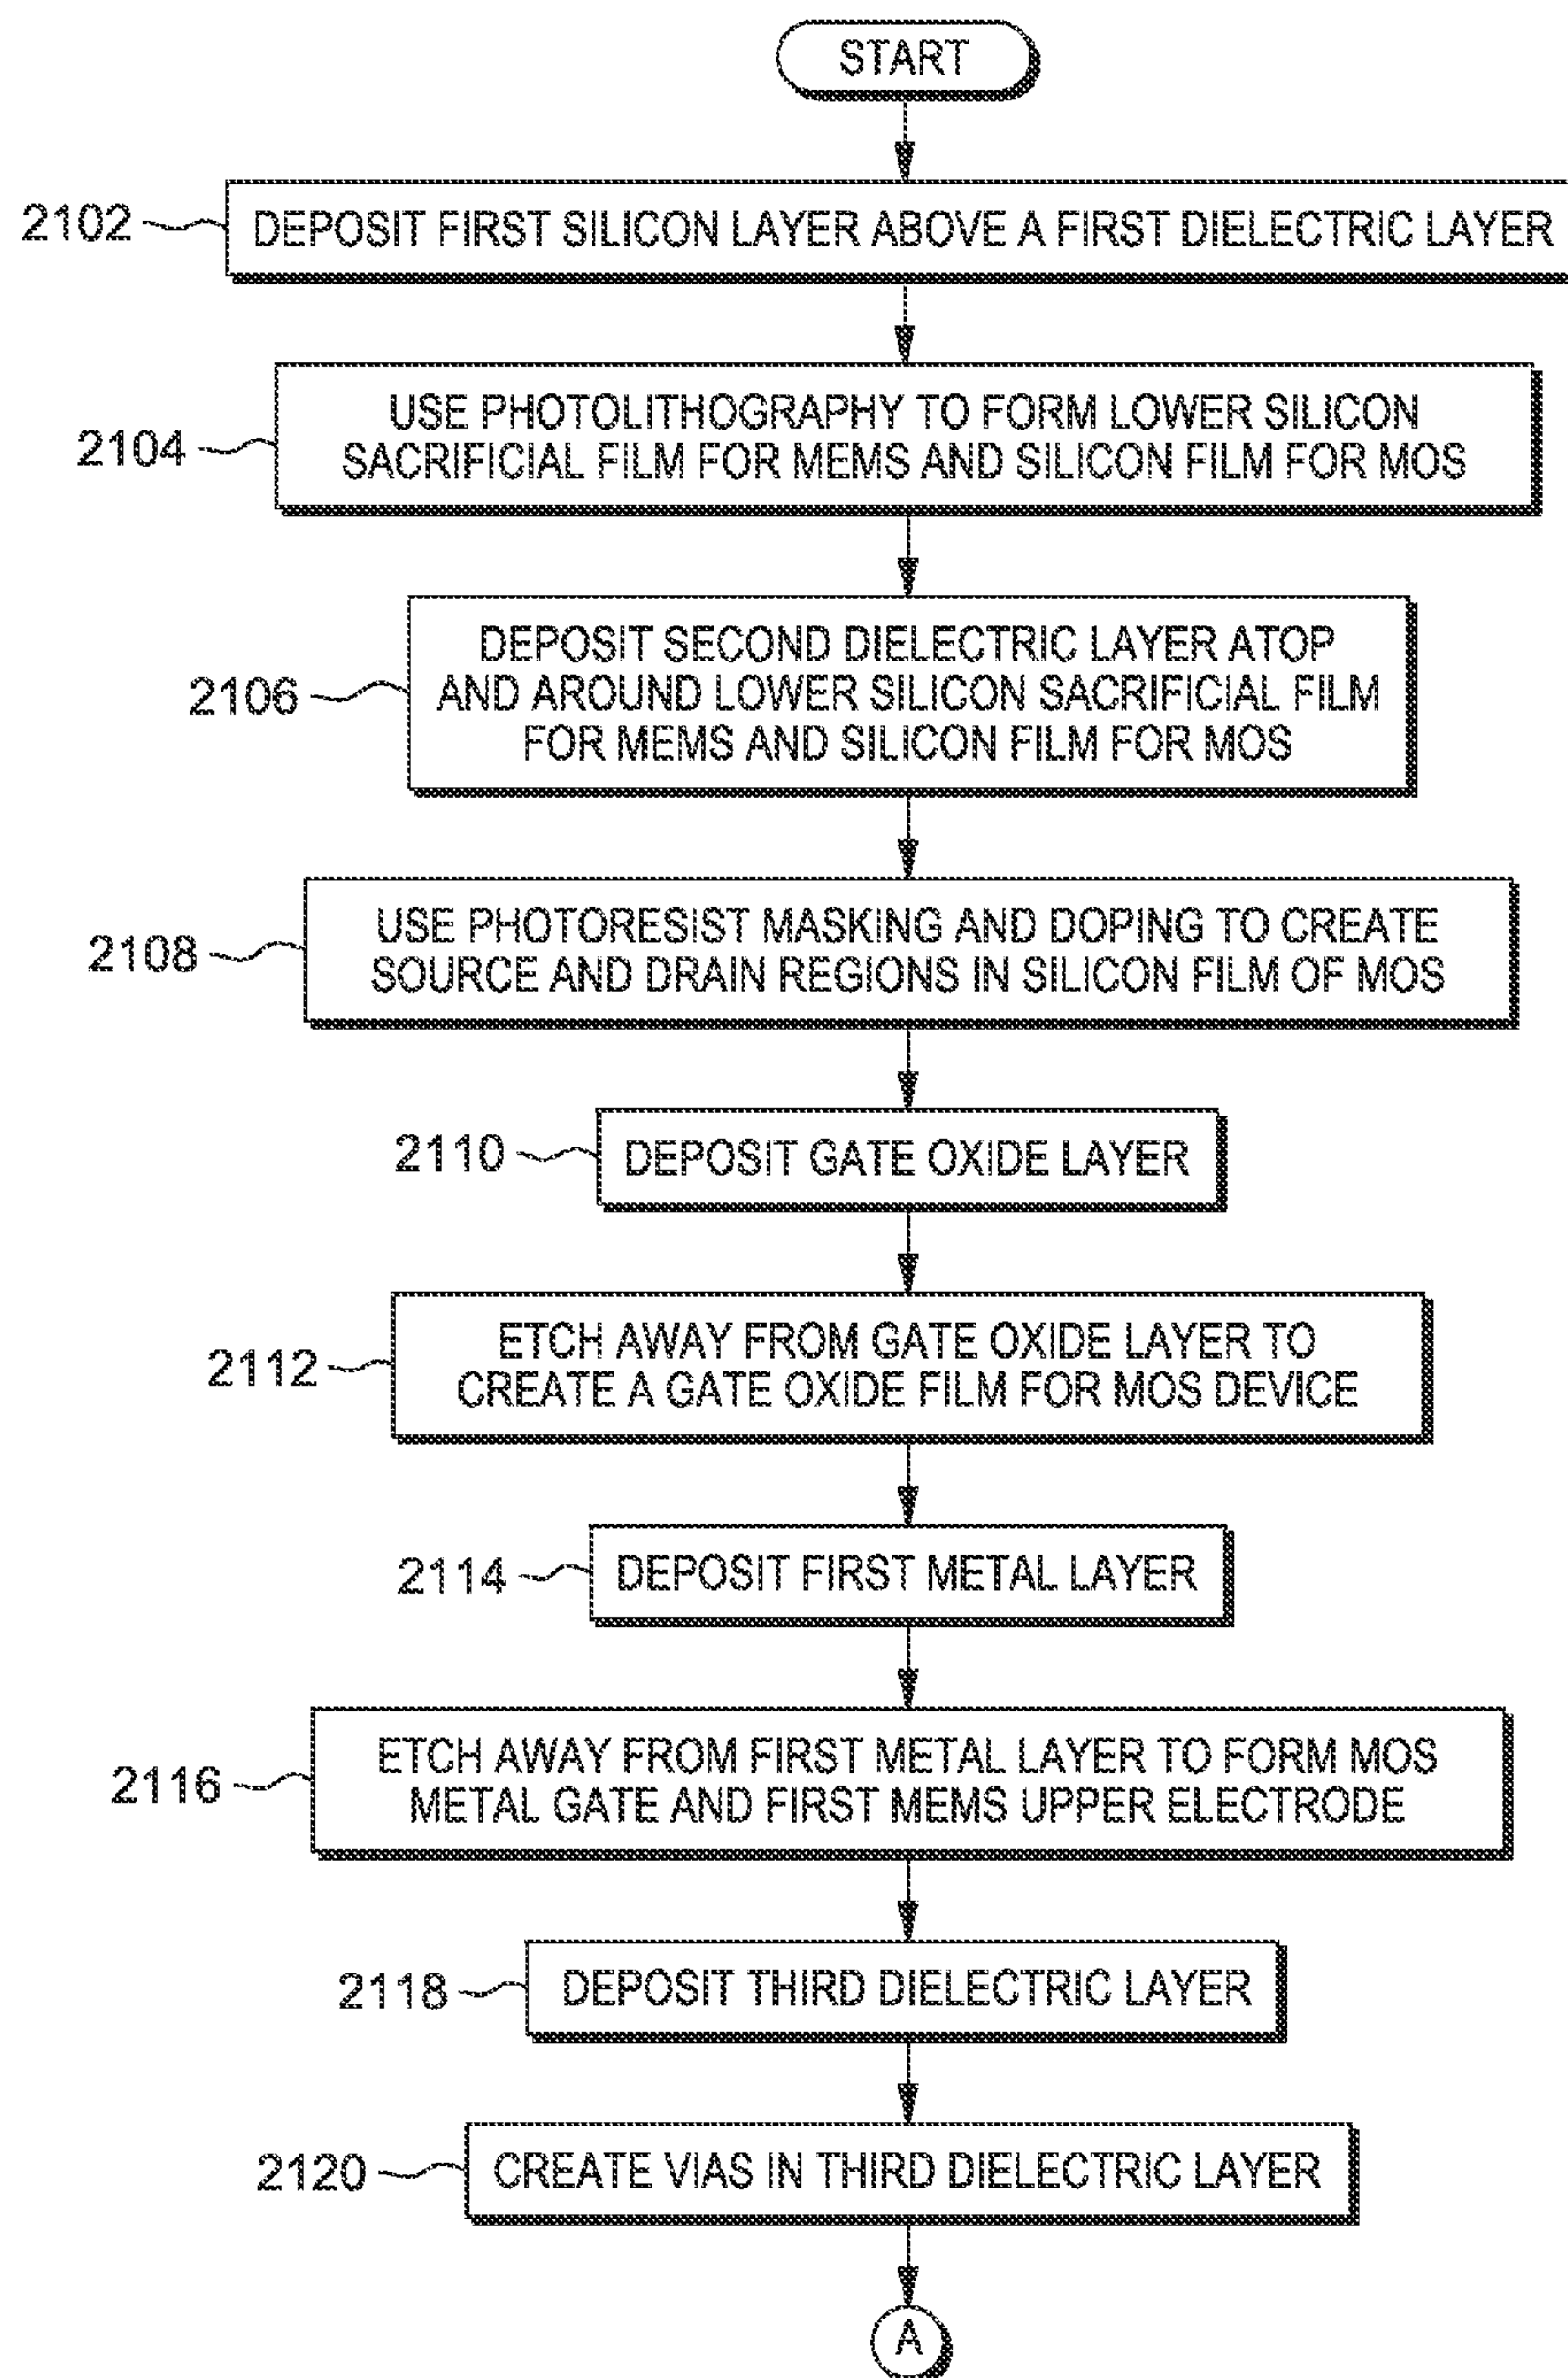 START
2102
DEPOSIT FIRST SILICON LAYER ABOVE A FIRST DIELECTRIC LAYER
2104
USE PHOTOLITHOGRAPHY TO FORM LOWER SILICON
SACRIFICIAL FILM FOR MEMS AND SILICON FILM FOR MOS
2106
DEPOSIT SECOND DIELECTRIC LAYER ATOP
AND AROUND LOWER SILICON SACRIFICIAL FILM
FOR MEMS AND SILICON FILM FOR MOS
2108
USE PHOTORESIST MASKING AND DOPING TO CREATE
SOURCE AND DRAIN REGIONS IN SILICON FILM OF MOS
2110
DEPOSIT GATE OXIDE LAYER
2112
ETCH AWAY FROM GATE OXIDE LAYER TO
CREATE A GATE OXIDE FILM FOR MOS DEVICE
2114
DEPOSIT FIRST METAL LAYER
2116
ETCH AWAY FROM FIRST METAL LAYER TO FORM MOS
METAL GATE AND FIRST MEMS UPPER ELECTRODE
2118
DEPOSIT THIRD DIELECTRIC LAYER
2120
CREATE VIAS IN THIRD DIELECTRIC LAYER
A